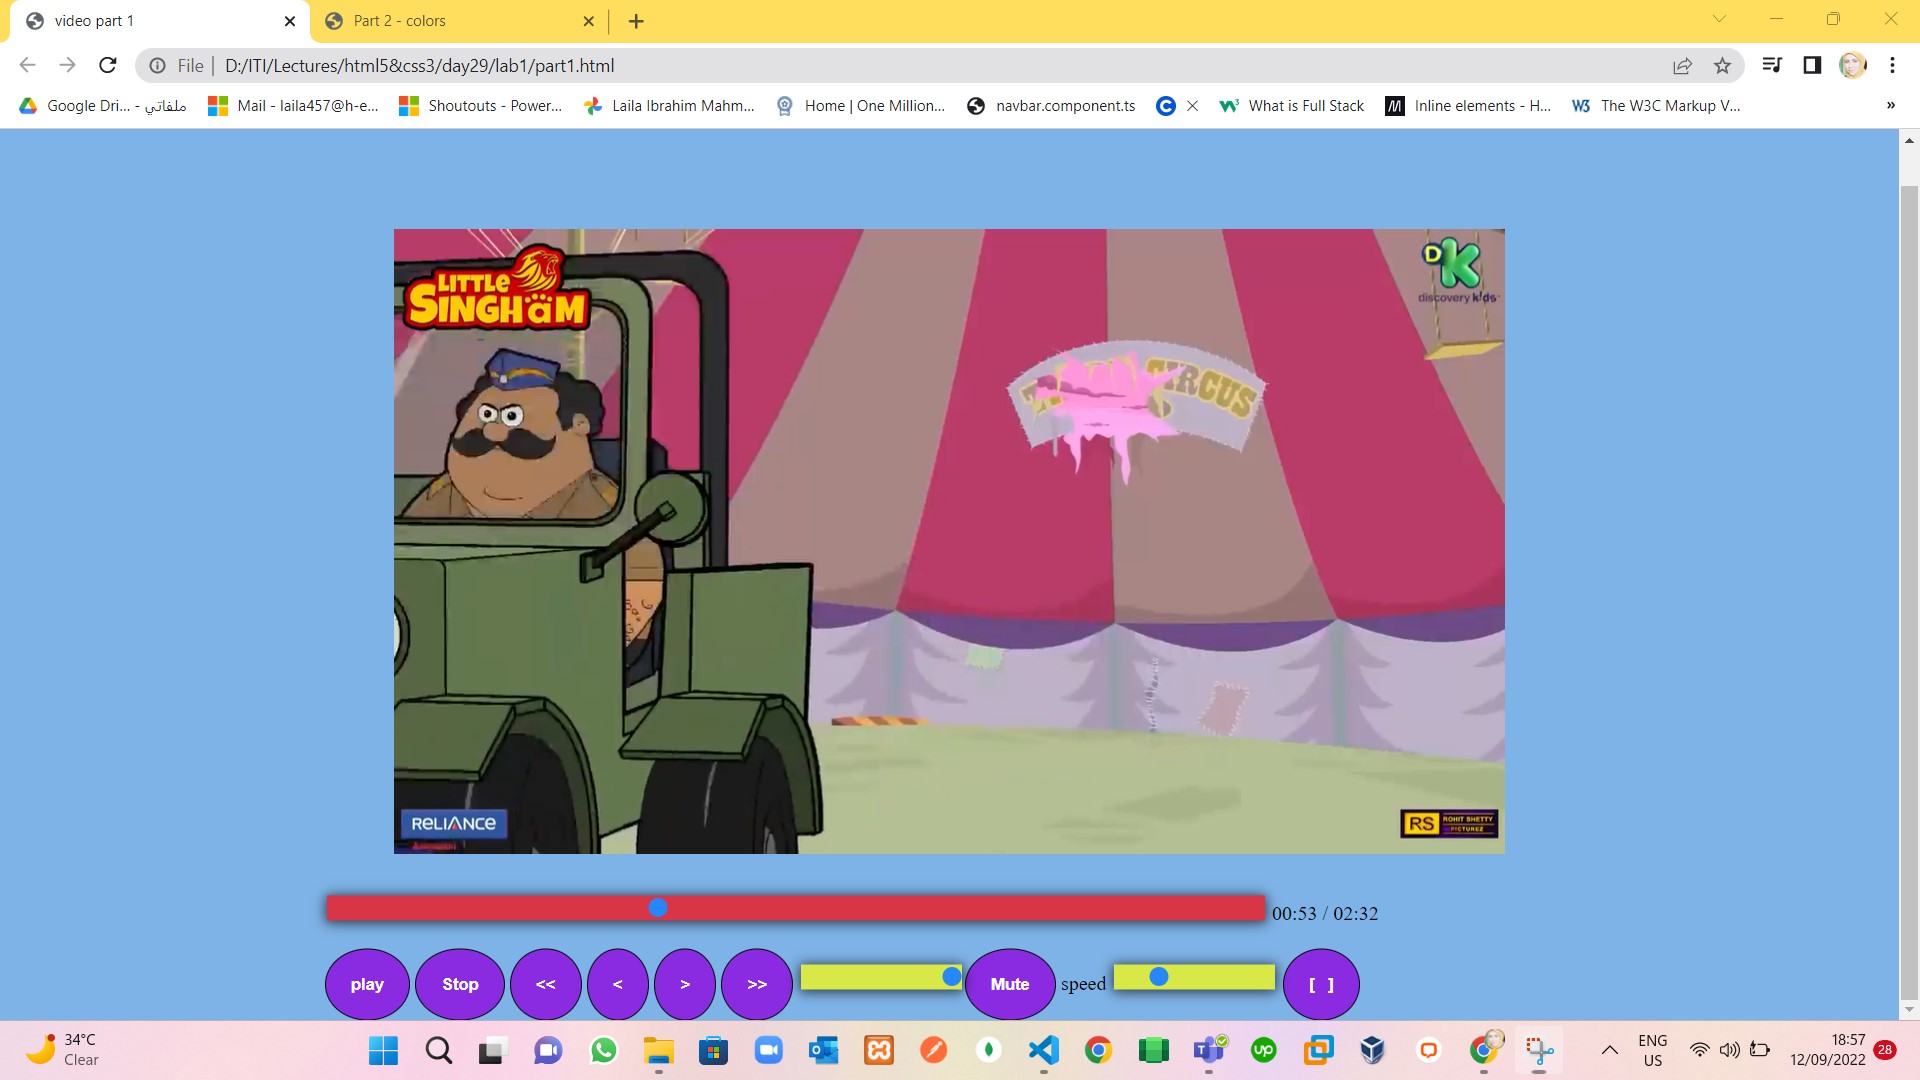 video part 1
Part 2 - colors
File
D:/ITI/Lectures/html5&css3/day29/lab1/part1.html
Google Dri... - ملفاتي
Mail - laila457@h-e...
Shoutouts - Power...
Laila Ibrahim Mahm...
Home | One Million...
navbar.component.ts
What is Full Stack
Inline elements - H...
The W3C Markup V...
»
LITTLE
SINGHAM
DK
discovery kids
CIRCUS
RELIANCE
RS ROHIT SHETTY
PICTUREZ
00:53 / 02:32
play
Stop
<<
<
>
>>
Mute
speed
[ ]
34°C
Clear
ENG
US
18:57
12/09/2022
28